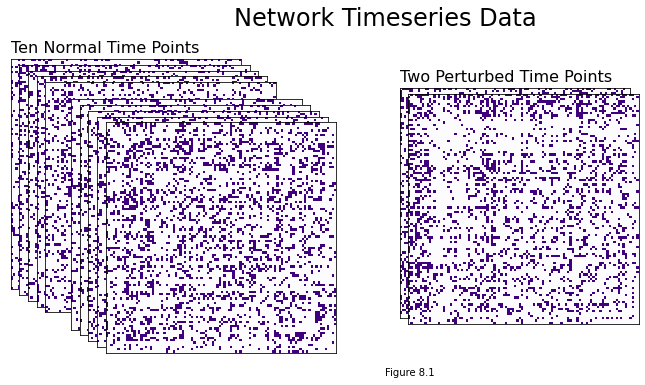 Network Timeseries Data
Ten Normal Time Points
Two Perturbed Time Points
Figure 8.1